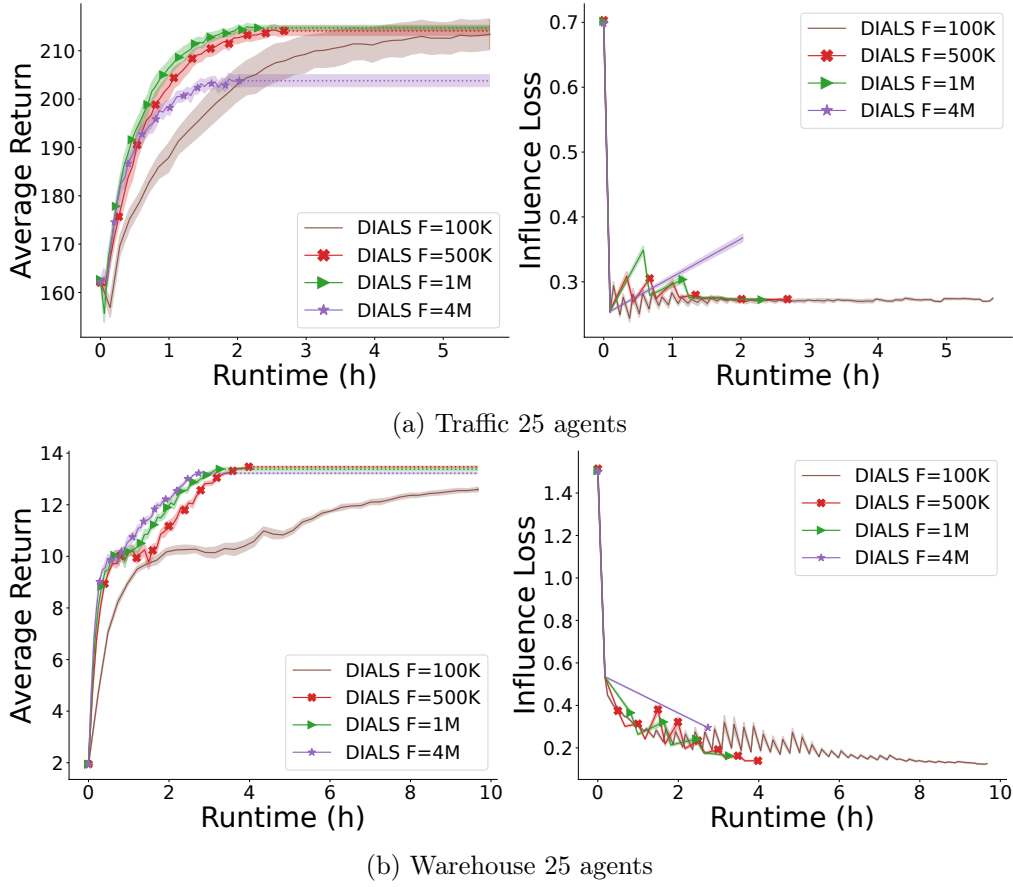 Average Return
210
200
190
180
170
160
0 1 2 3 4 5
Runtime (h)
DIALS F=100K
DIALS F=500K
DIALS F=1M
DIALS F=4M
Influence Loss
0.7
0.6
0.5
0.4
0.3
0 1 2 3 4 5
Runtime (h)
DIALS F=100K
DIALS F=500K
DIALS F=1M
DIALS F=4M
(a) Traffic 25 agents
Average Return
14
12
10
8
6
4
2
0 2 4 6 8 10
Runtime (h)
DIALS F=100K
DIALS F=500K
DIALS F=1M
DIALS F=4M
Influence Loss
1.4
1.2
1.0
0.8
0.6
0.4
0.2
0 2 4 6 8 10
Runtime (h)
DIALS F=100K
DIALS F=500K
DIALS F=1M
DIALS F=4M
(b) Warehouse 25 agents